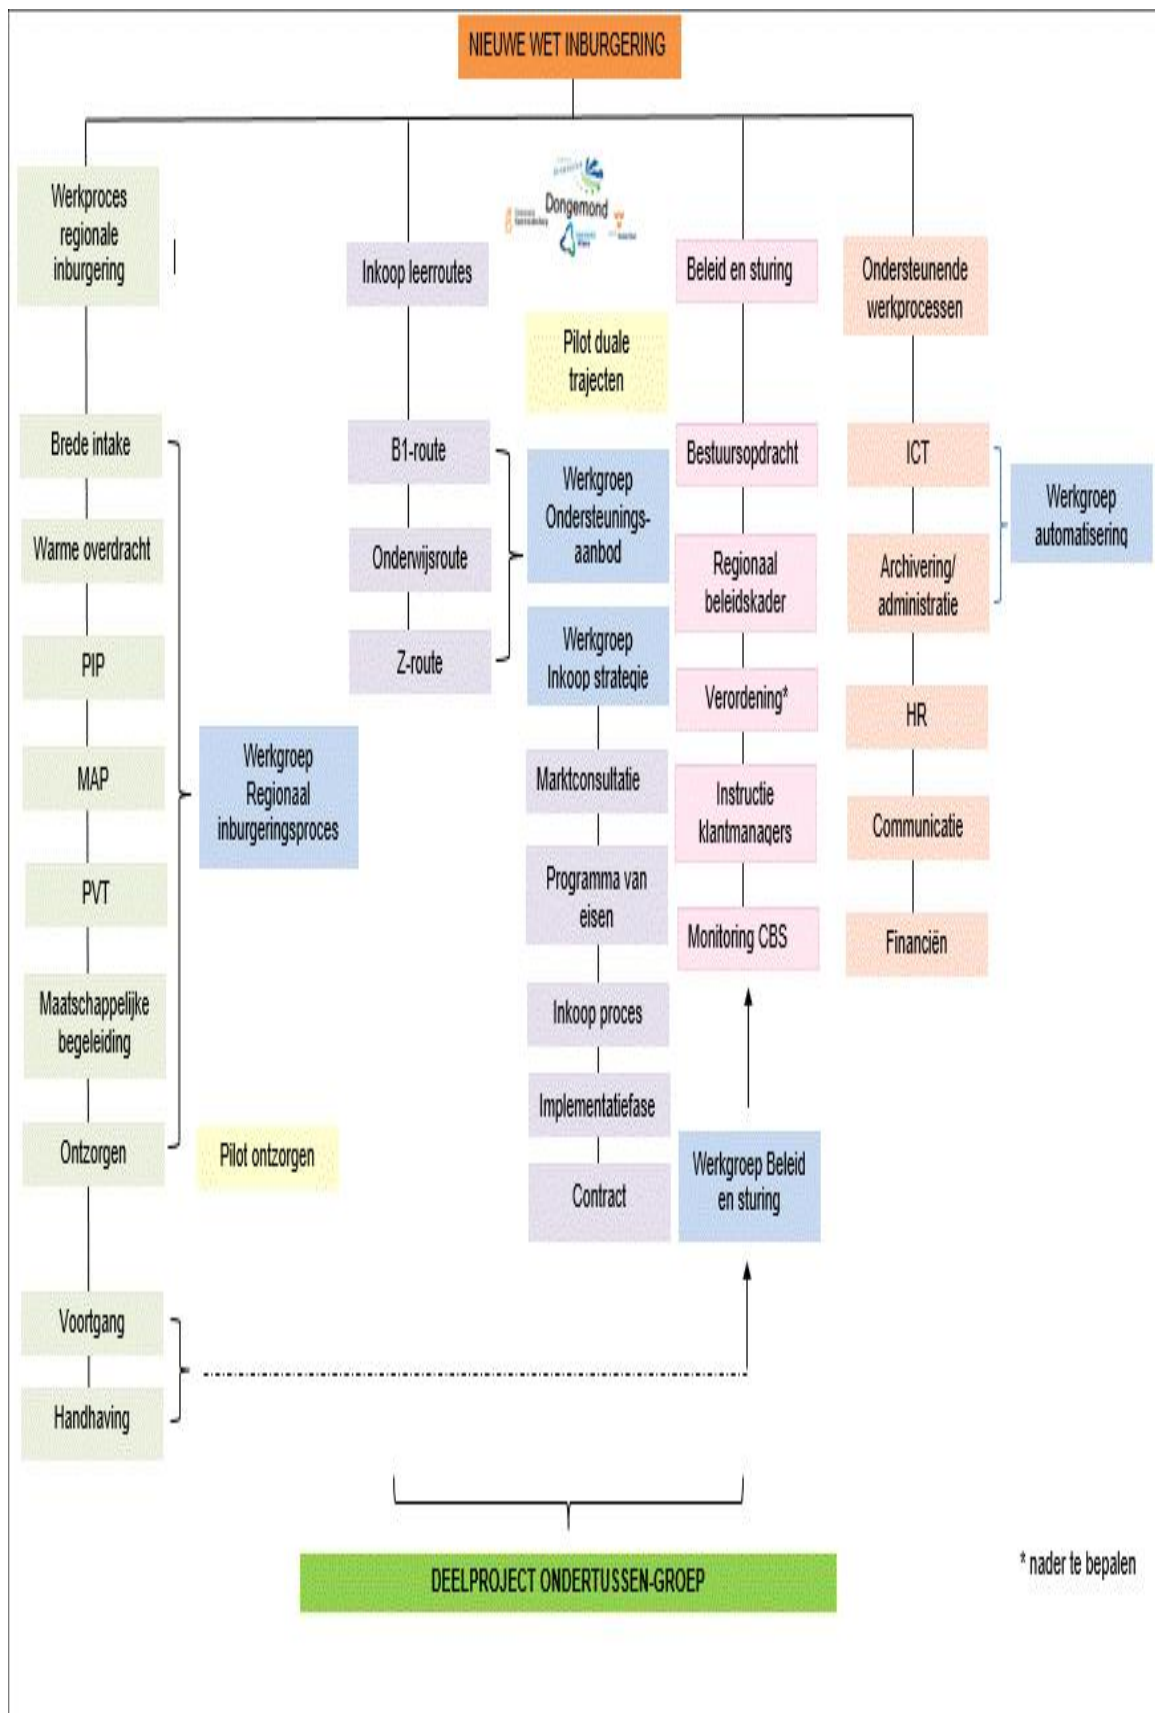 NIEUWE WET INBURGERING
Werkproces
regionale
inburgering
Brede intake
Warme overdracht
PIP
MAP
PVT
Maatschappelijke
begeleiding
Ontzorgen
Voortgang
Handhaving
Werkgroep
Regionaal
inburgeringsproces
Pilot ontzorgen
Inkoop leerroutes
B1-route
Onderwijsroute
Z-route
Dongemond
Pilot duale
trajecten
Werkgroep
Ondersteunings-
aanbod
Werkgroep
Inkoop strategie
Marktconsultatie
Programma van
eisen
Inkoop proces
Implementatiefase
Contract
Beleid en sturing
Bestuursopdracht
Regionaal
beleidskader
Verordening*
Instructie
klantmanagers
Monitoring CBS
Werkgroep Beleid
en sturing
Ondersteunende
werkprocessen
ICT
Archivering/
administratie
HR
Communicatie
Financiën
Werkgroep
automatisering
DEELPROJECT ONDERTUSSEN-GROEP
* nader te bepalen